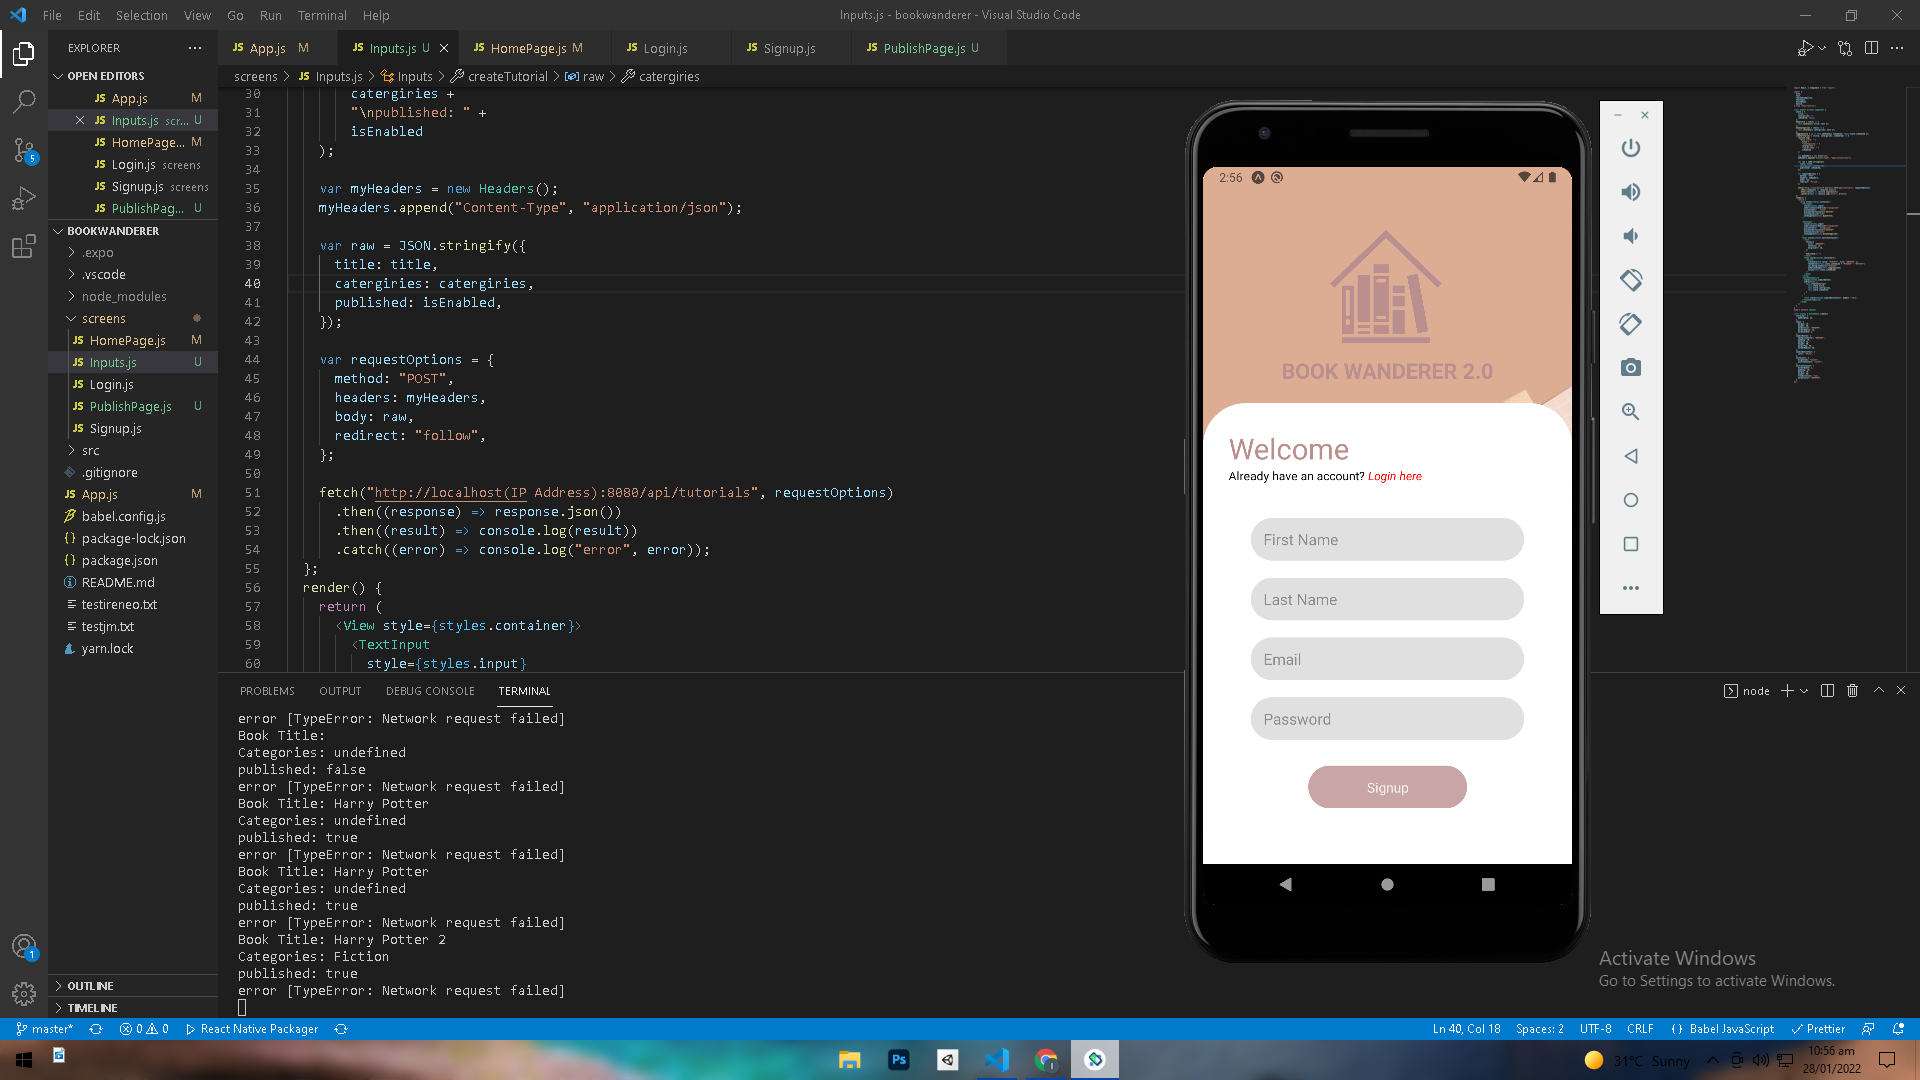 File Edit Selection View Go Run Terminal Help
Inputs.js - bookwanderer - Visual Studio Code
EXPLORER
OPEN EDITORS
JS App.js M
JS Inputs.js scr... U
JS HomePage... M
JS Login.js screens
JS Signup.js screens
JS PublishPag... U
BOOKWANDERER
.expo
.vscode
node_modules
screens
JS HomePage.js M
JS Inputs.js U
JS Login.js
JS PublishPage.js U
JS Signup.js
src
.gitignore
JS App.js M
babel.config.js
{} package-lock.json
{} package.json
README.md
testireneo.txt
testjm.txt
yarn.lock
OUTLINE
TIMELINE
5
1
JS App.js M JS Inputs.js U JS HomePage.js M JS Login.js JS Signup.js JS PublishPage.js U
screens > JS Inputs.js > Inputs > createTutorial > raw > catergiries
30 catergiries +
31 "\npublished: " +
32 isEnabled
33 );
34
35 var myHeaders = new Headers();
36 myHeaders.append("Content-Type", "application/json");
37
38 var raw = JSON.stringify({
39 title: title,
40 catergiries: catergiries,
41 published: isEnabled,
42 });
43
44 var requestOptions = {
45 method: "POST",
46 headers: myHeaders,
47 body: raw,
48 redirect: "follow",
49 };
50
51 fetch("http://localhost(IP Address):8080/api/tutorials", requestOptions)
52 .then((response) => response.json())
53 .then((result) => console.log(result))
54 .catch((error) => console.log("error", error));
55 };
56 render() {
57 return (
58 <View style={styles.container}>
59 <TextInput
60 style={styles.input}
PROBLEMS OUTPUT DEBUG CONSOLE TERMINAL
node
error [TypeError: Network request failed]
Book Title:
Categories: undefined
published: false
error [TypeError: Network request failed]
Book Title: Harry Potter
Categories: undefined
published: true
error [TypeError: Network request failed]
Book Title: Harry Potter
Categories: undefined
published: true
error [TypeError: Network request failed]
Book Title: Harry Potter 2
Categories: Fiction
published: true
error [TypeError: Network request failed]
2:56
BOOK WANDERER 2.0
Welcome
Already have an account? Login here
First Name
Last Name
Email
Password
Signup
Activate Windows
Go to Settings to activate Windows.
master* 0 0 React Native Packager
Ln 40, Col 18 Spaces: 2 UTF-8 CRLF {} Babel JavaScript Prettier
Ps
31°C Sunny
10:56 am
28/01/2022